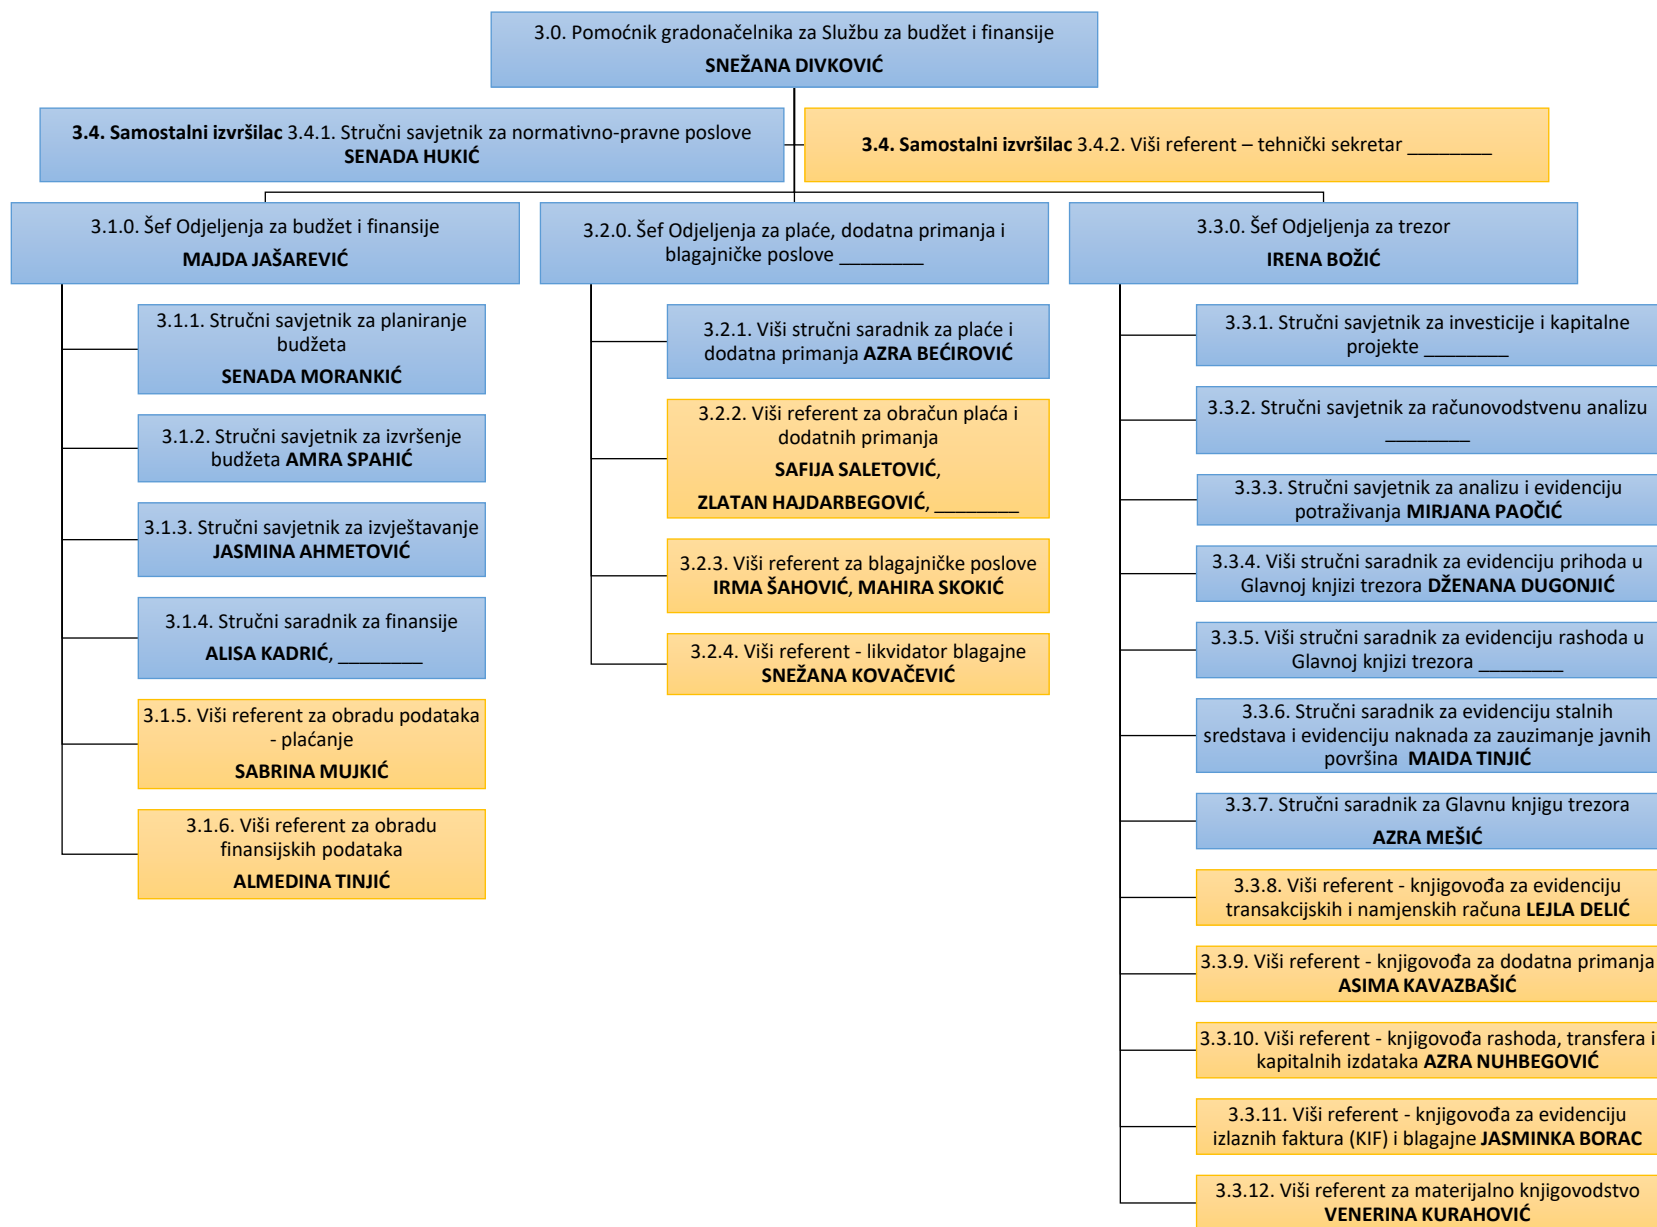 3.0. Pomoćnik gradonačelnika za Službu za budžet i finansije
SNEŽANA DIVKOVIĆ
3.4. Samostalni izvršilac 3.4.1. Stručni savjetnik za normativno-pravne poslove
SENADA HUKIĆ
3.4. Samostalni izvršilac 3.4.2. Viši referent – tehnički sekretar ________
3.1.0. Šef Odjeljenja za budžet i finansije
MAJDA JAŠAREVIĆ
3.1.1. Stručni savjetnik za planiranje
budžeta
SENADA MORANKIĆ
3.1.2. Stručni savjetnik za izvršenje
budžeta AMRA SPAHIĆ
3.1.3. Stručni savjetnik za izvještavanje
JASMINA AHMETOVIĆ
3.1.4. Stručni saradnik za finansije
ALISA KADRIĆ, ________
3.1.5. Viši referent za obradu podataka
- plaćanje
SABRINA MUJKIĆ
3.1.6. Viši referent za obradu
finansijskih podataka
ALMEDINA TINJIĆ
3.2.0. Šef Odjeljenja za plaće, dodatna primanja i
blagajničke poslove ________
3.2.1. Viši stručni saradnik za plaće i
dodatna primanja AZRA BEĆIROVIĆ
3.2.2. Viši referent za obračun plaća i
dodatnih primanja
SAFIJA SALETOVIĆ,
ZLATAN HAJDARBEGOVIĆ, ________
3.2.3. Viši referent za blagajničke poslove
IRMA ŠAHOVIĆ, MAHIRA SKOKIĆ
3.2.4. Viši referent - likvidator blagajne
SNEŽANA KOVAČEVIĆ
3.3.0. Šef Odjeljenja za trezor
IRENA BOŽIĆ
3.3.1. Stručni savjetnik za investicije i kapitalne
projekte ________
3.3.2. Stručni savjetnik za računovodstvenu analizu
________
3.3.3. Stručni savjetnik za analizu i evidenciju
potraživanja MIRJANA PAOČIĆ
3.3.4. Viši stručni saradnik za evidenciju prihoda u
Glavnoj knjizi trezora DŽENANA DUGONJIĆ
3.3.5. Viši stručni saradnik za evidenciju rashoda u
Glavnoj knjizi trezora ________
3.3.6. Stručni saradnik za evidenciju stalnih
sredstava i evidenciju naknada za zauzimanje javnih
površina MAIDA TINJIĆ
3.3.7. Stručni saradnik za Glavnu knjigu trezora
AZRA MEŠIĆ
3.3.8. Viši referent - knjigovođa za evidenciju
transakcijskih i namjenskih računa LEJLA DELIĆ
3.3.9. Viši referent - knjigovođa za dodatna primanja
ASIMA KAVAZBAŠIĆ
3.3.10. Viši referent - knjigovođa rashoda, transfera i
kapitalnih izdataka AZRA NUHBEGOVIĆ
3.3.11. Viši referent - knjigovođa za evidenciju
izlaznih faktura (KIF) i blagajne JASMINKA BORAC
3.3.12. Viši referent za materijalno knjigovodstvo
VENERINA KURAHOVIĆ